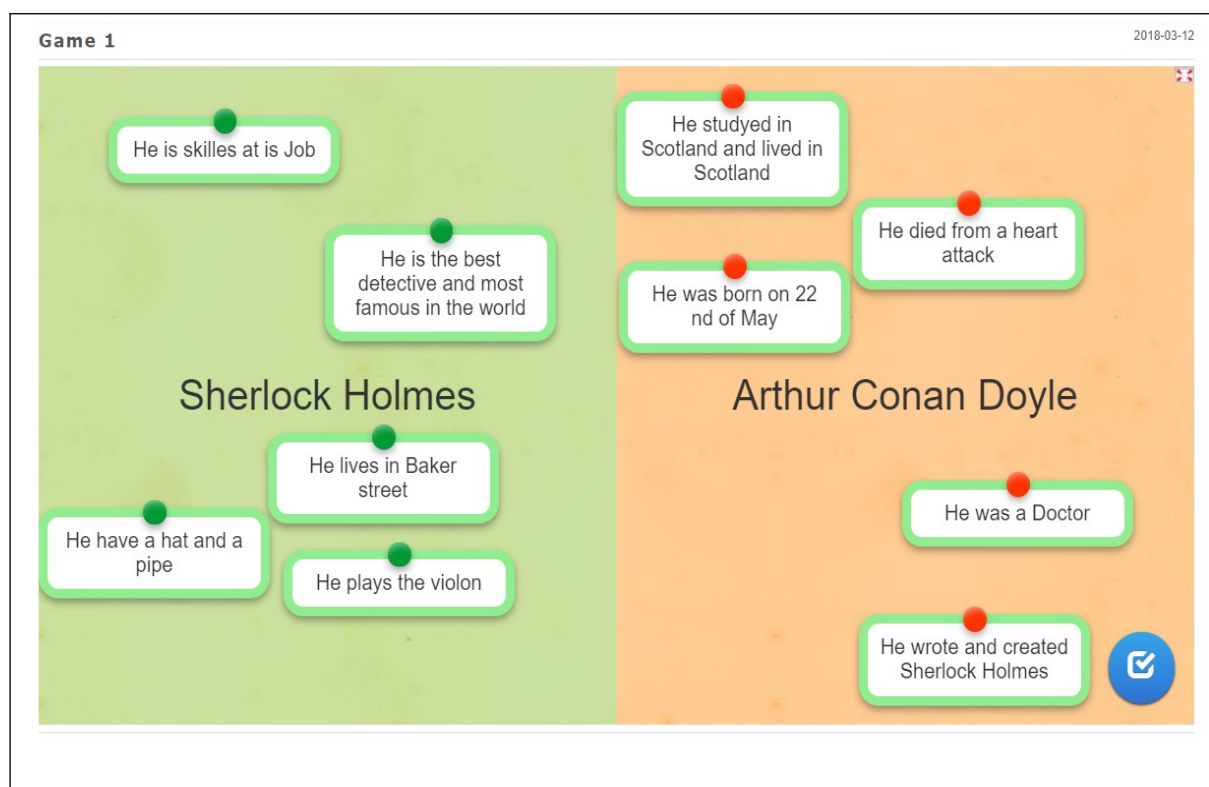 Game 1
2018-03-12
He is skilles at is Job
He is the best
detective and most
famous in the world
Sherlock Holmes
He lives in Baker
street
He have a hat and a
pipe
He plays the violon
He studyed in
Scotland and lived in
Scotland
He died from a heart
attack
He was born on 22
nd of May
Arthur Conan Doyle
He was a Doctor
He wrote and created
Sherlock Holmes